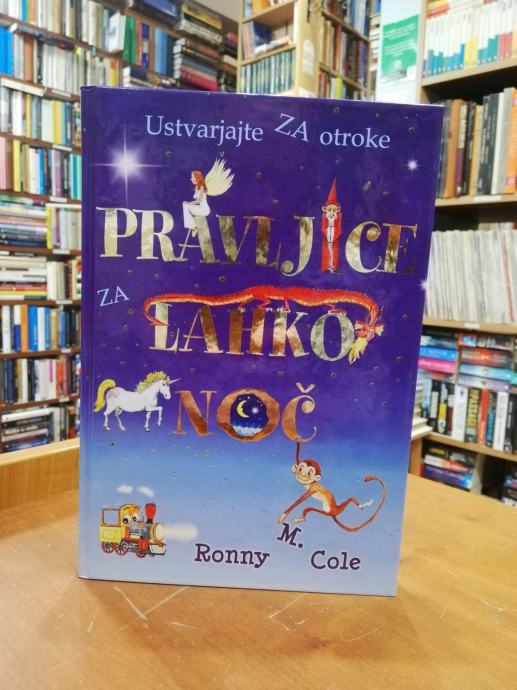 Ustvarjajte ZA otroke
PRAVLJICE
ZA
LAHKO
NOČ
Ronny M. Cole